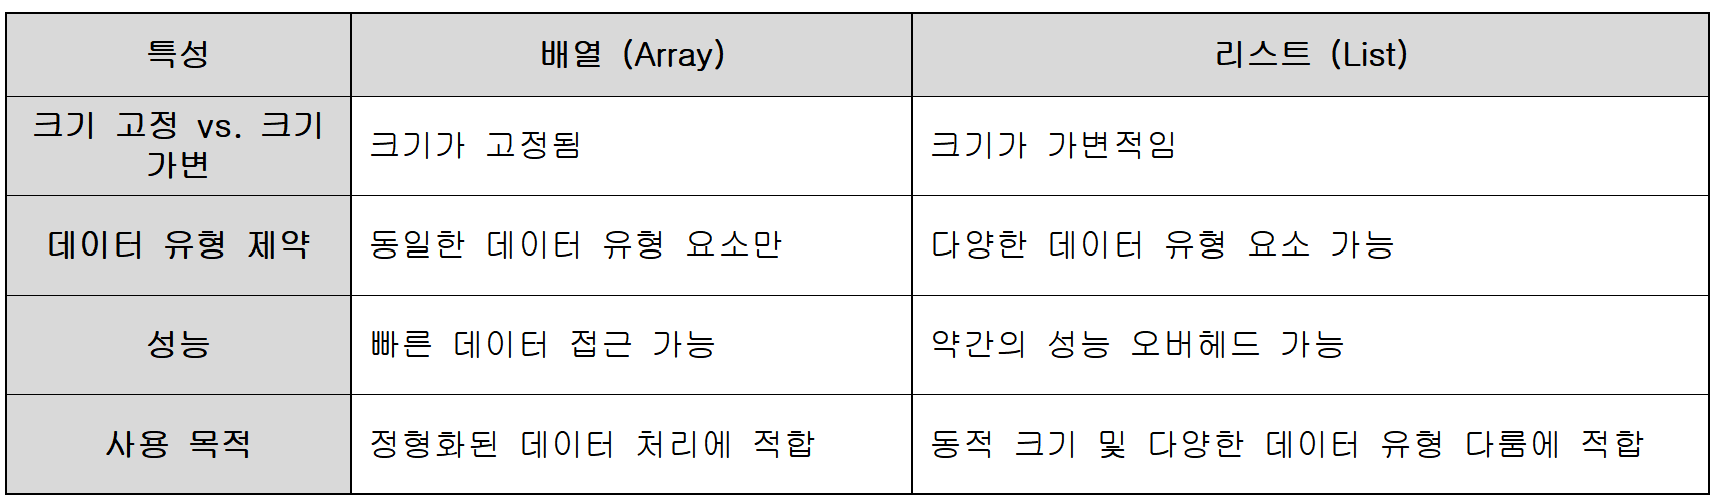 특성
배열 (Array)
리스트 (List)
크기 고정 vs. 크기
가변
크기가 고정됨
크기가 가변적임
데이터 유형 제약
동일한 데이터 유형 요소만
다양한 데이터 유형 요소 가능
성능
빠른 데이터 접근 가능
약간의 성능 오버헤드 가능
사용 목적
정형화된 데이터 처리에 적합
동적 크기 및 다양한 데이터 유형 다룸에 적합